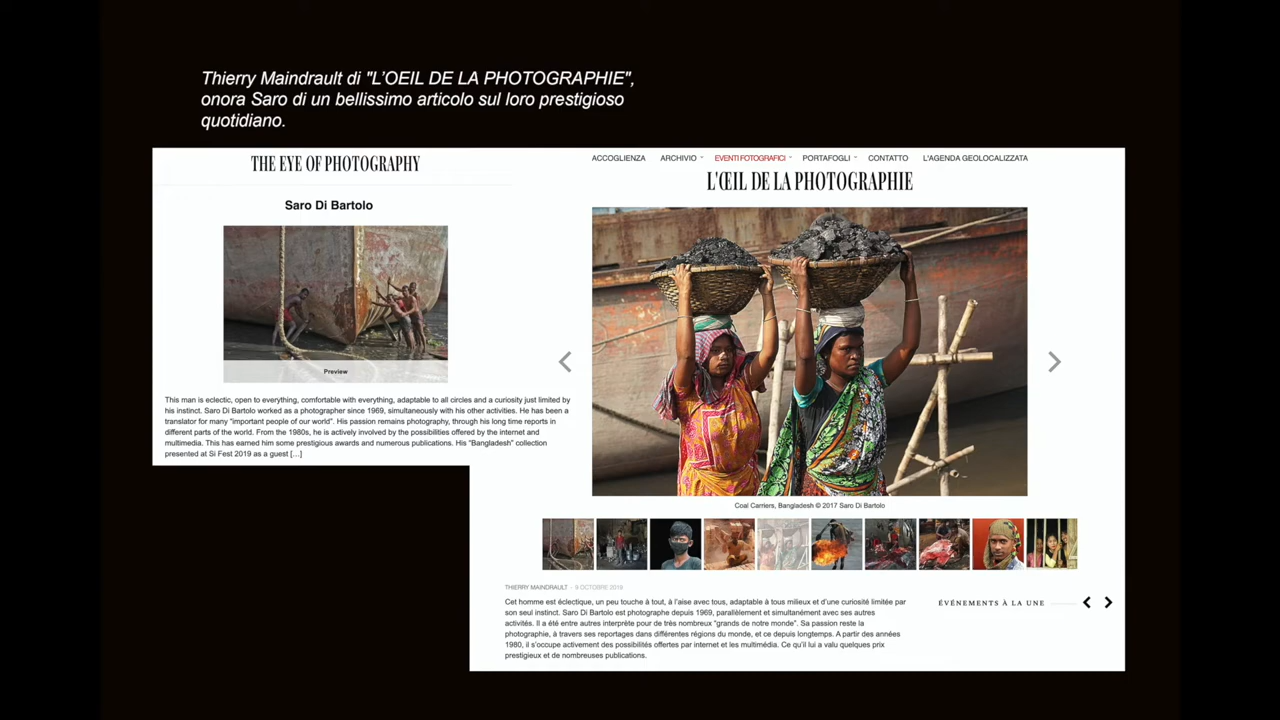 Thierry Maindrault di "L'OEIL DE LA PHOTOGRAPHIE",
onora Saro di un bellissimo articolo sul loro prestigioso
quotidiano.
THE EYE OF PHOTOGRAPHY
Saro Di Bartolo
Preview
This man is eclectic, open to everything, comfortable with everything, adaptable to all circles and a curiosity just limited by
his instinct. Saro Di Bartolo worked as a photographer since 1969, simultaneously with his other activities. He has been a
translator for many "important people of our world". His passion remains photography, through his long time reports in
different parts of the world. From the 1980s, he is actively involved by the possibilities offered by the internet and
multimedia. This has earned him some prestigious awards and numerous publications. His "Bangladesh" collection
presented at Si Fest 2019 as a guest [...]
ACCOGLIENZA ARCHIVIO EVENTI FOTOGRAFICI PORTAFOGLI CONTATTO L'AGENDA GEOLOCALIZZATA
L'ŒIL DE LA PHOTOGRAPHIE
Coal Carriers, Bangladesh © 2017 Saro Di Bartolo
THIERRY MAINDRAULT - 9 OCTOBRE 2019
Cet homme est éclectique, un peu touche à tout, à l'aise avec tous, adaptable à tous milieux et d'une curiosité limitée par
son seul instinct. Saro Di Bartolo est photographe depuis 1969, parallèlement et simultanément avec ses autres
activités. Il a été entre autres interprète pour de très nombreux "grands de notre monde". Sa passion reste la
photographie, à travers ses reportages dans différentes régions du monde, et ce depuis longtemps. A partir des années
1980, il s'occupe activement des possibilités offertes par internet et les multimédia. Ce qu'il lui a valu quelques prix
prestigieux et de nombreuses publications.
ÉVÉNEMENTS À LA UNE